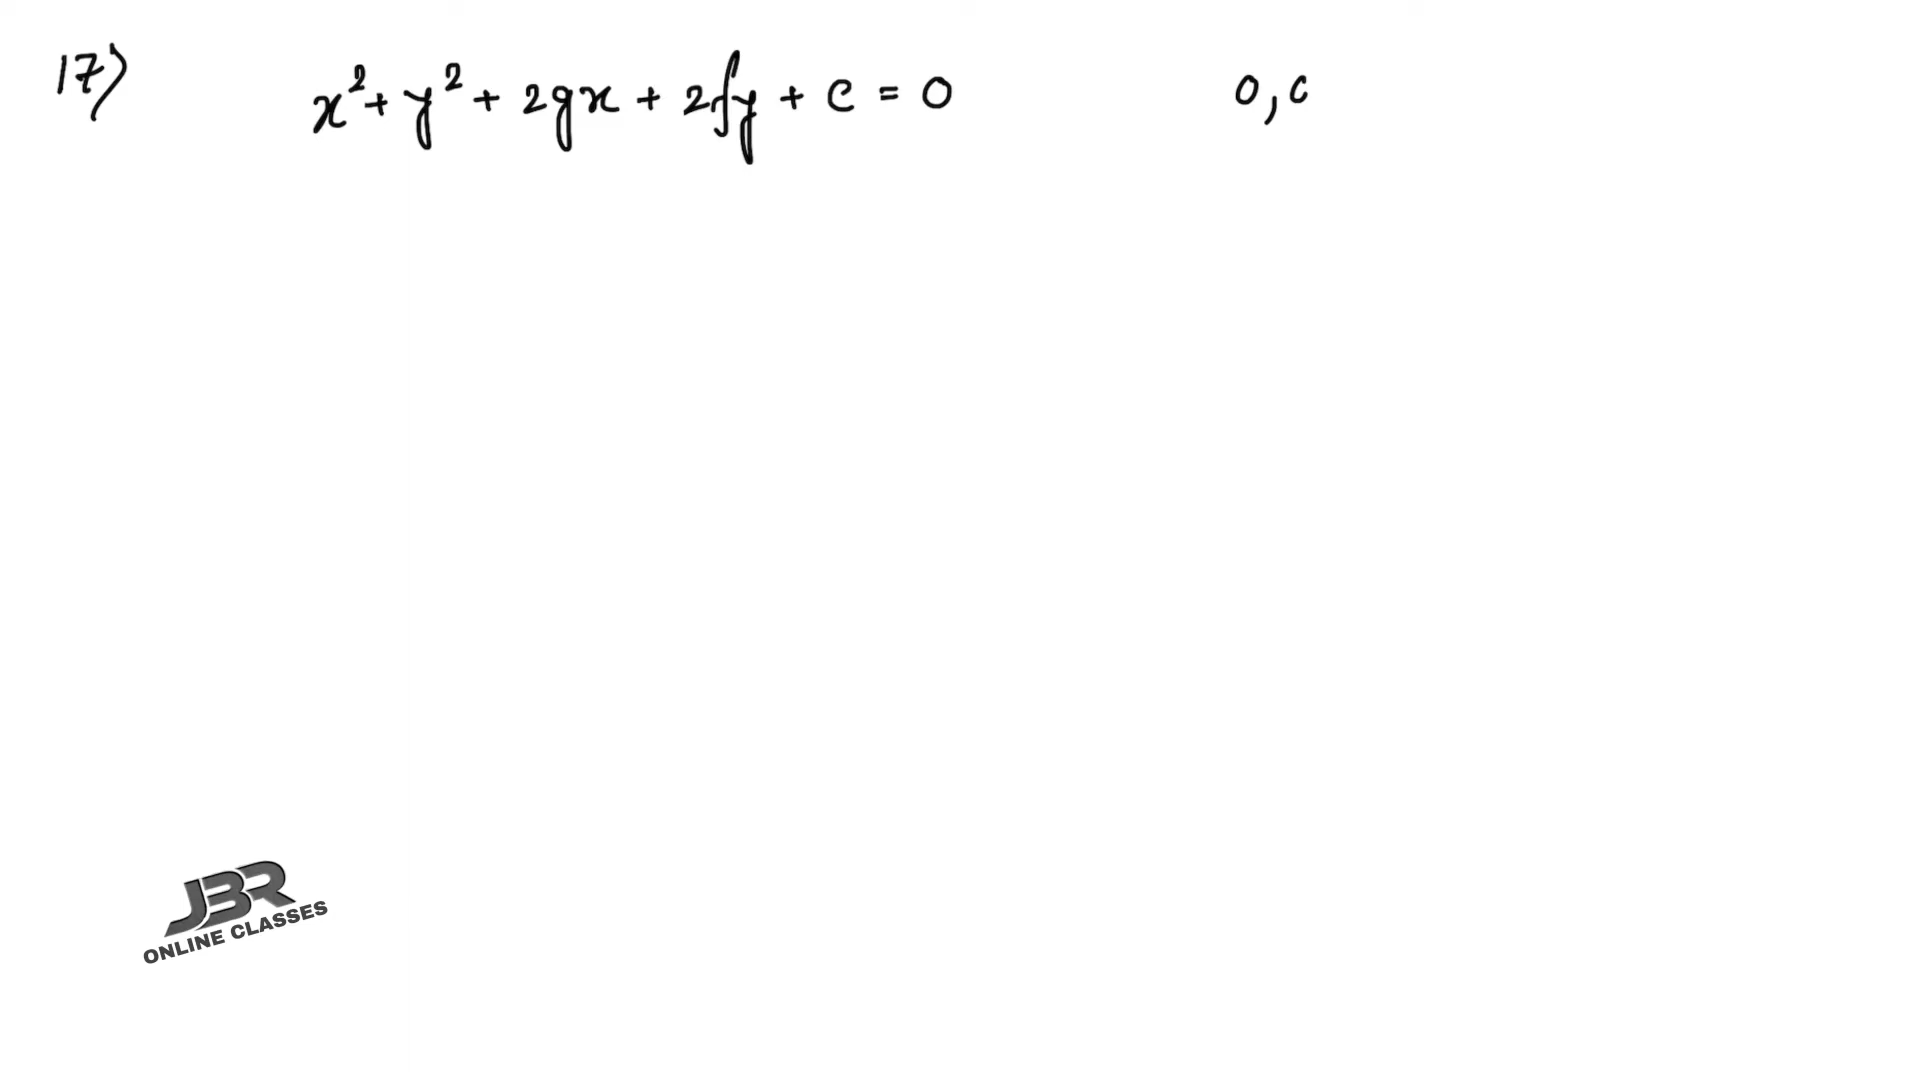 17) x² + y² + 2gx + 2fy + c = 0 0, c
JBR
ONLINE CLASSES